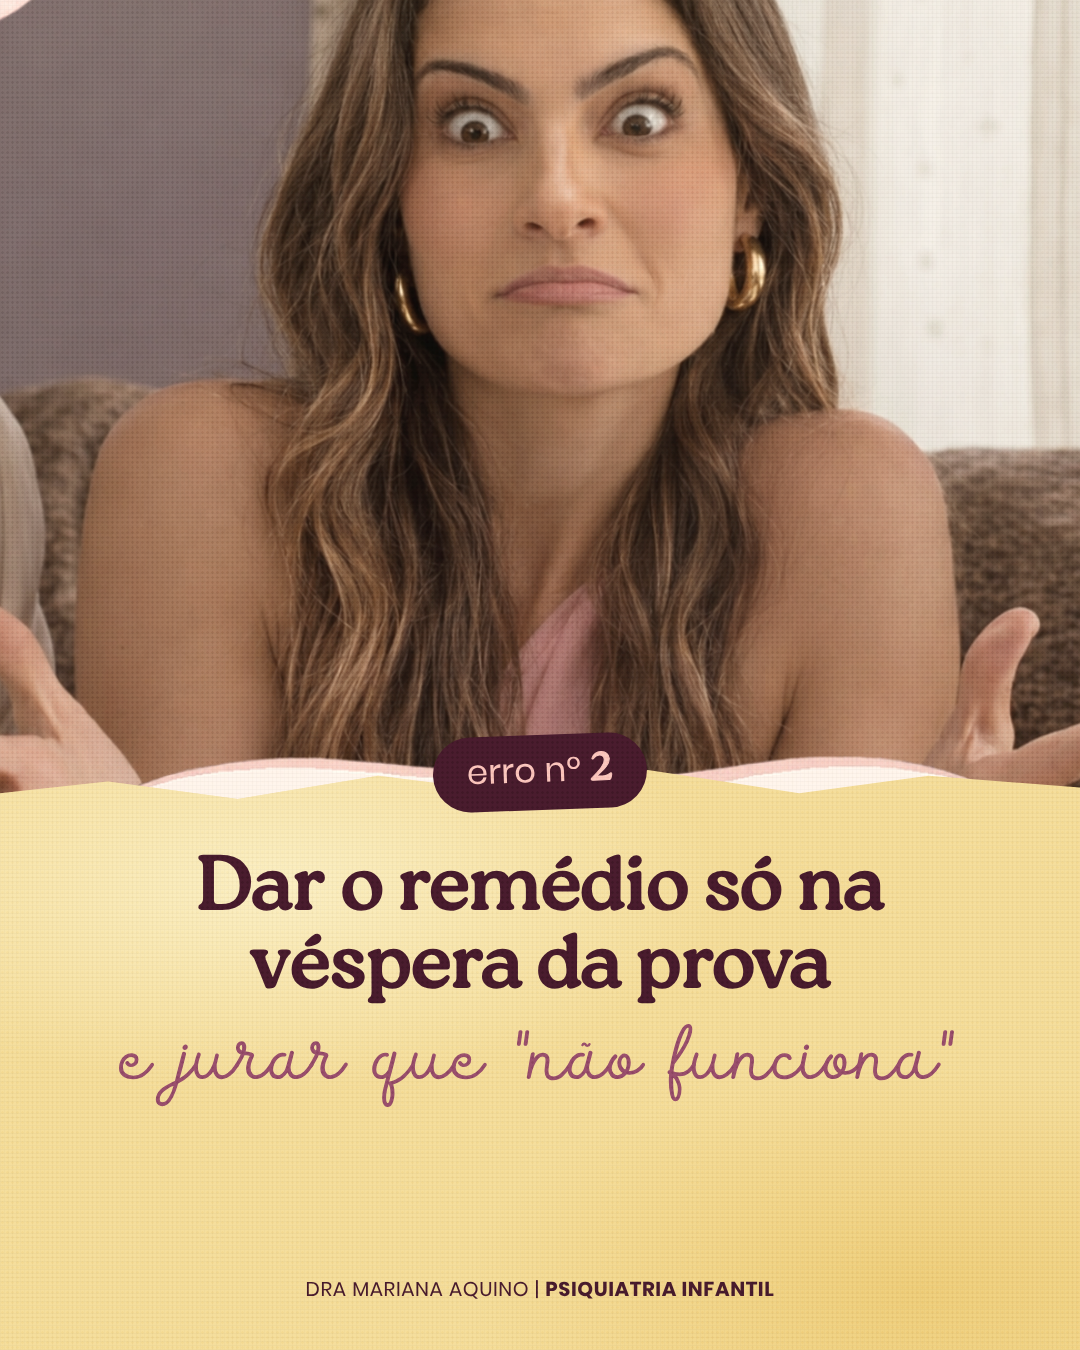 erro nº 2
Dar o remédio só na
véspera da prova
e jurar que "não funciona"
DRA MARIANA AQUINO | PSIQUIATRIA INFANTIL